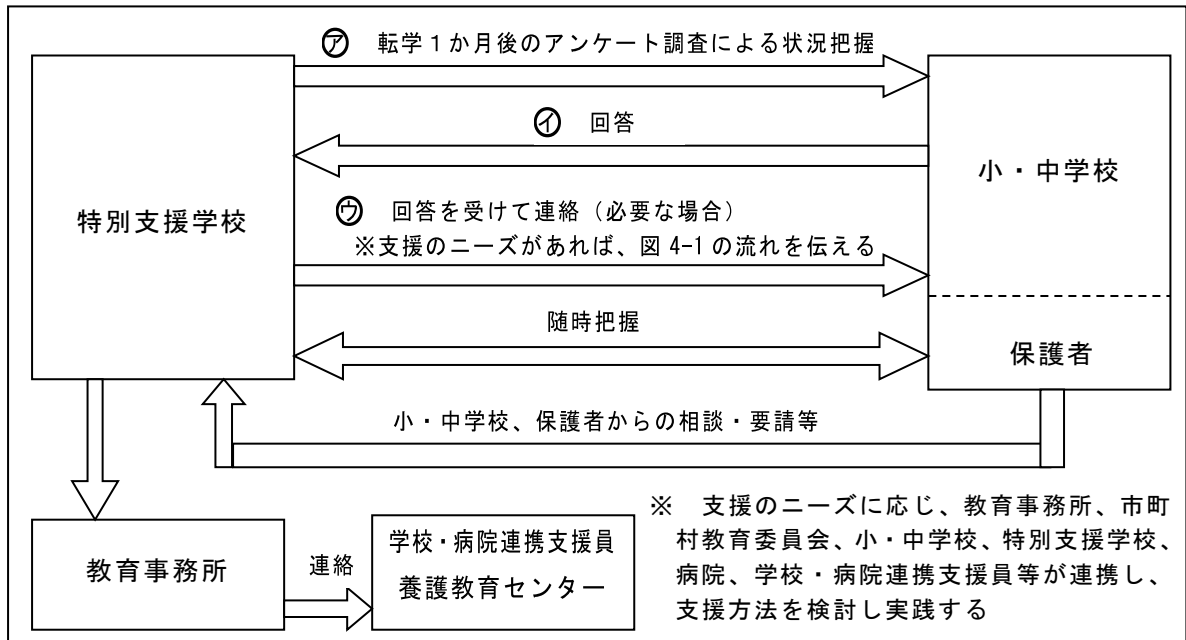 ㋐ 転学１か月後のアンケート調査による状況把握
㋑ 回答
小・中学校
特別支援学校
㋒ 回答を受けて連絡（必要な場合）
※支援のニーズがあれば、図 4-1 の流れを伝える
随時把握
保護者
小・中学校、保護者からの相談・要請等
教育事務所
連絡
学校・病院連携支援員
養護教育センター
※ 支援のニーズに応じ、教育事務所、市町
村教育委員会、小・中学校、特別支援学校、
病院、学校・病院連携支援員等が連携し、
支援方法を検討し実践する